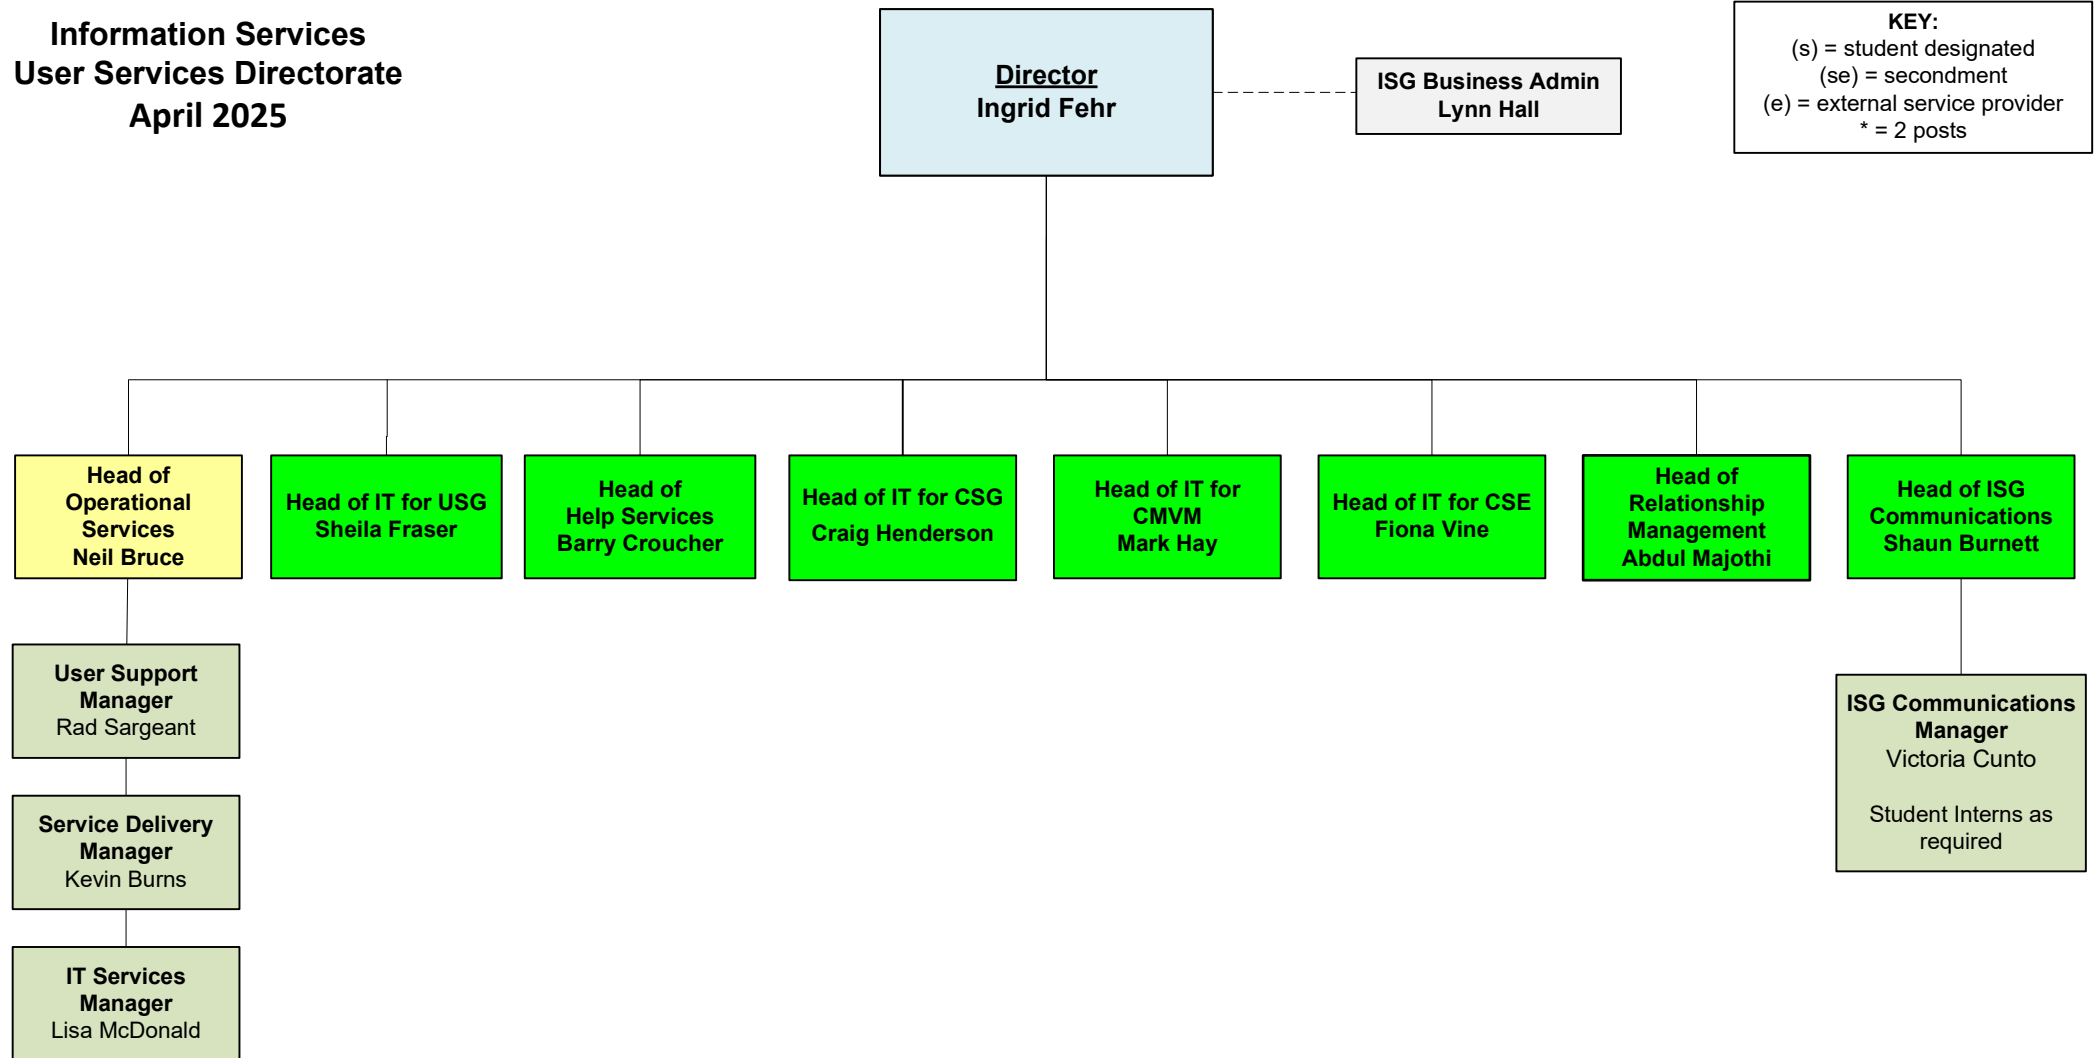 Information Services
User Services Directorate
April 2025
Director
Ingrid Fehr
ISG Business Admin
Lynn Hall
KEY:
(s) = student designated
(se) = secondment
(e) = external service provider
* = 2 posts
Head of
Operational
Services
Neil Bruce
Head of IT for USG
Sheila Fraser
Head of
Help Services
Barry Croucher
Head of IT for CSG
Craig Henderson
Head of IT for
CMVM
Mark Hay
Head of IT for CSE
Fiona Vine
Head of
Relationship
Management
Abdul Majothi
Head of ISG
Communications
Shaun Burnett
User Support
Manager
Rad Sargeant
Service Delivery
Manager
Kevin Burns
IT Services
Manager
Lisa McDonald
ISG Communications
Manager
Victoria Cunto
Student Interns as
required